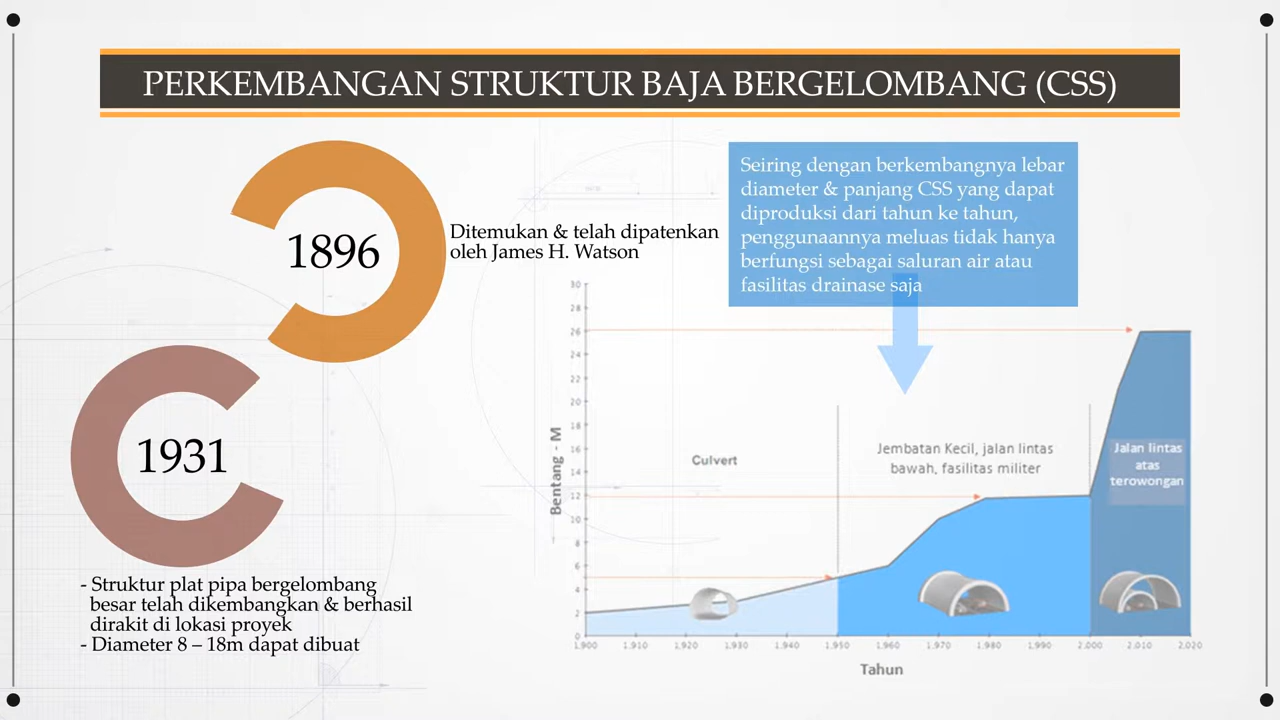 PERKEMBANGAN STRUKTUR BAJA BERGELOMBANG (CSS)
1896
Ditemukan & telah dipatenkan
oleh James H. Watson
1931
- Struktur plat pipa bergelombang
besar telah dikembangkan & berhasil
dirakit di lokasi proyek
- Diameter 8 – 18m dapat dibuat
Seiring dengan berkembangnya lebar
diameter & panjang CSS yang dapat
diproduksi dari tahun ke tahun,
penggunaannya meluas tidak hanya
berfungsi sebagai saluran air atau
fasilitas drainase saja
30
28
26
24
22
20
18
16
14
12
10
8
6
4
2
0
Bentang - M
Culvert
Jembatan Kecil, jalan lintas
bawah, fasilitas militer
Jalan lintas
atas
terowongan
1,900 1,910 1,920 1,930 1,940 1,950 1,960 1,970 1,980 1,990 2,000 2,010 2,020
Tahun